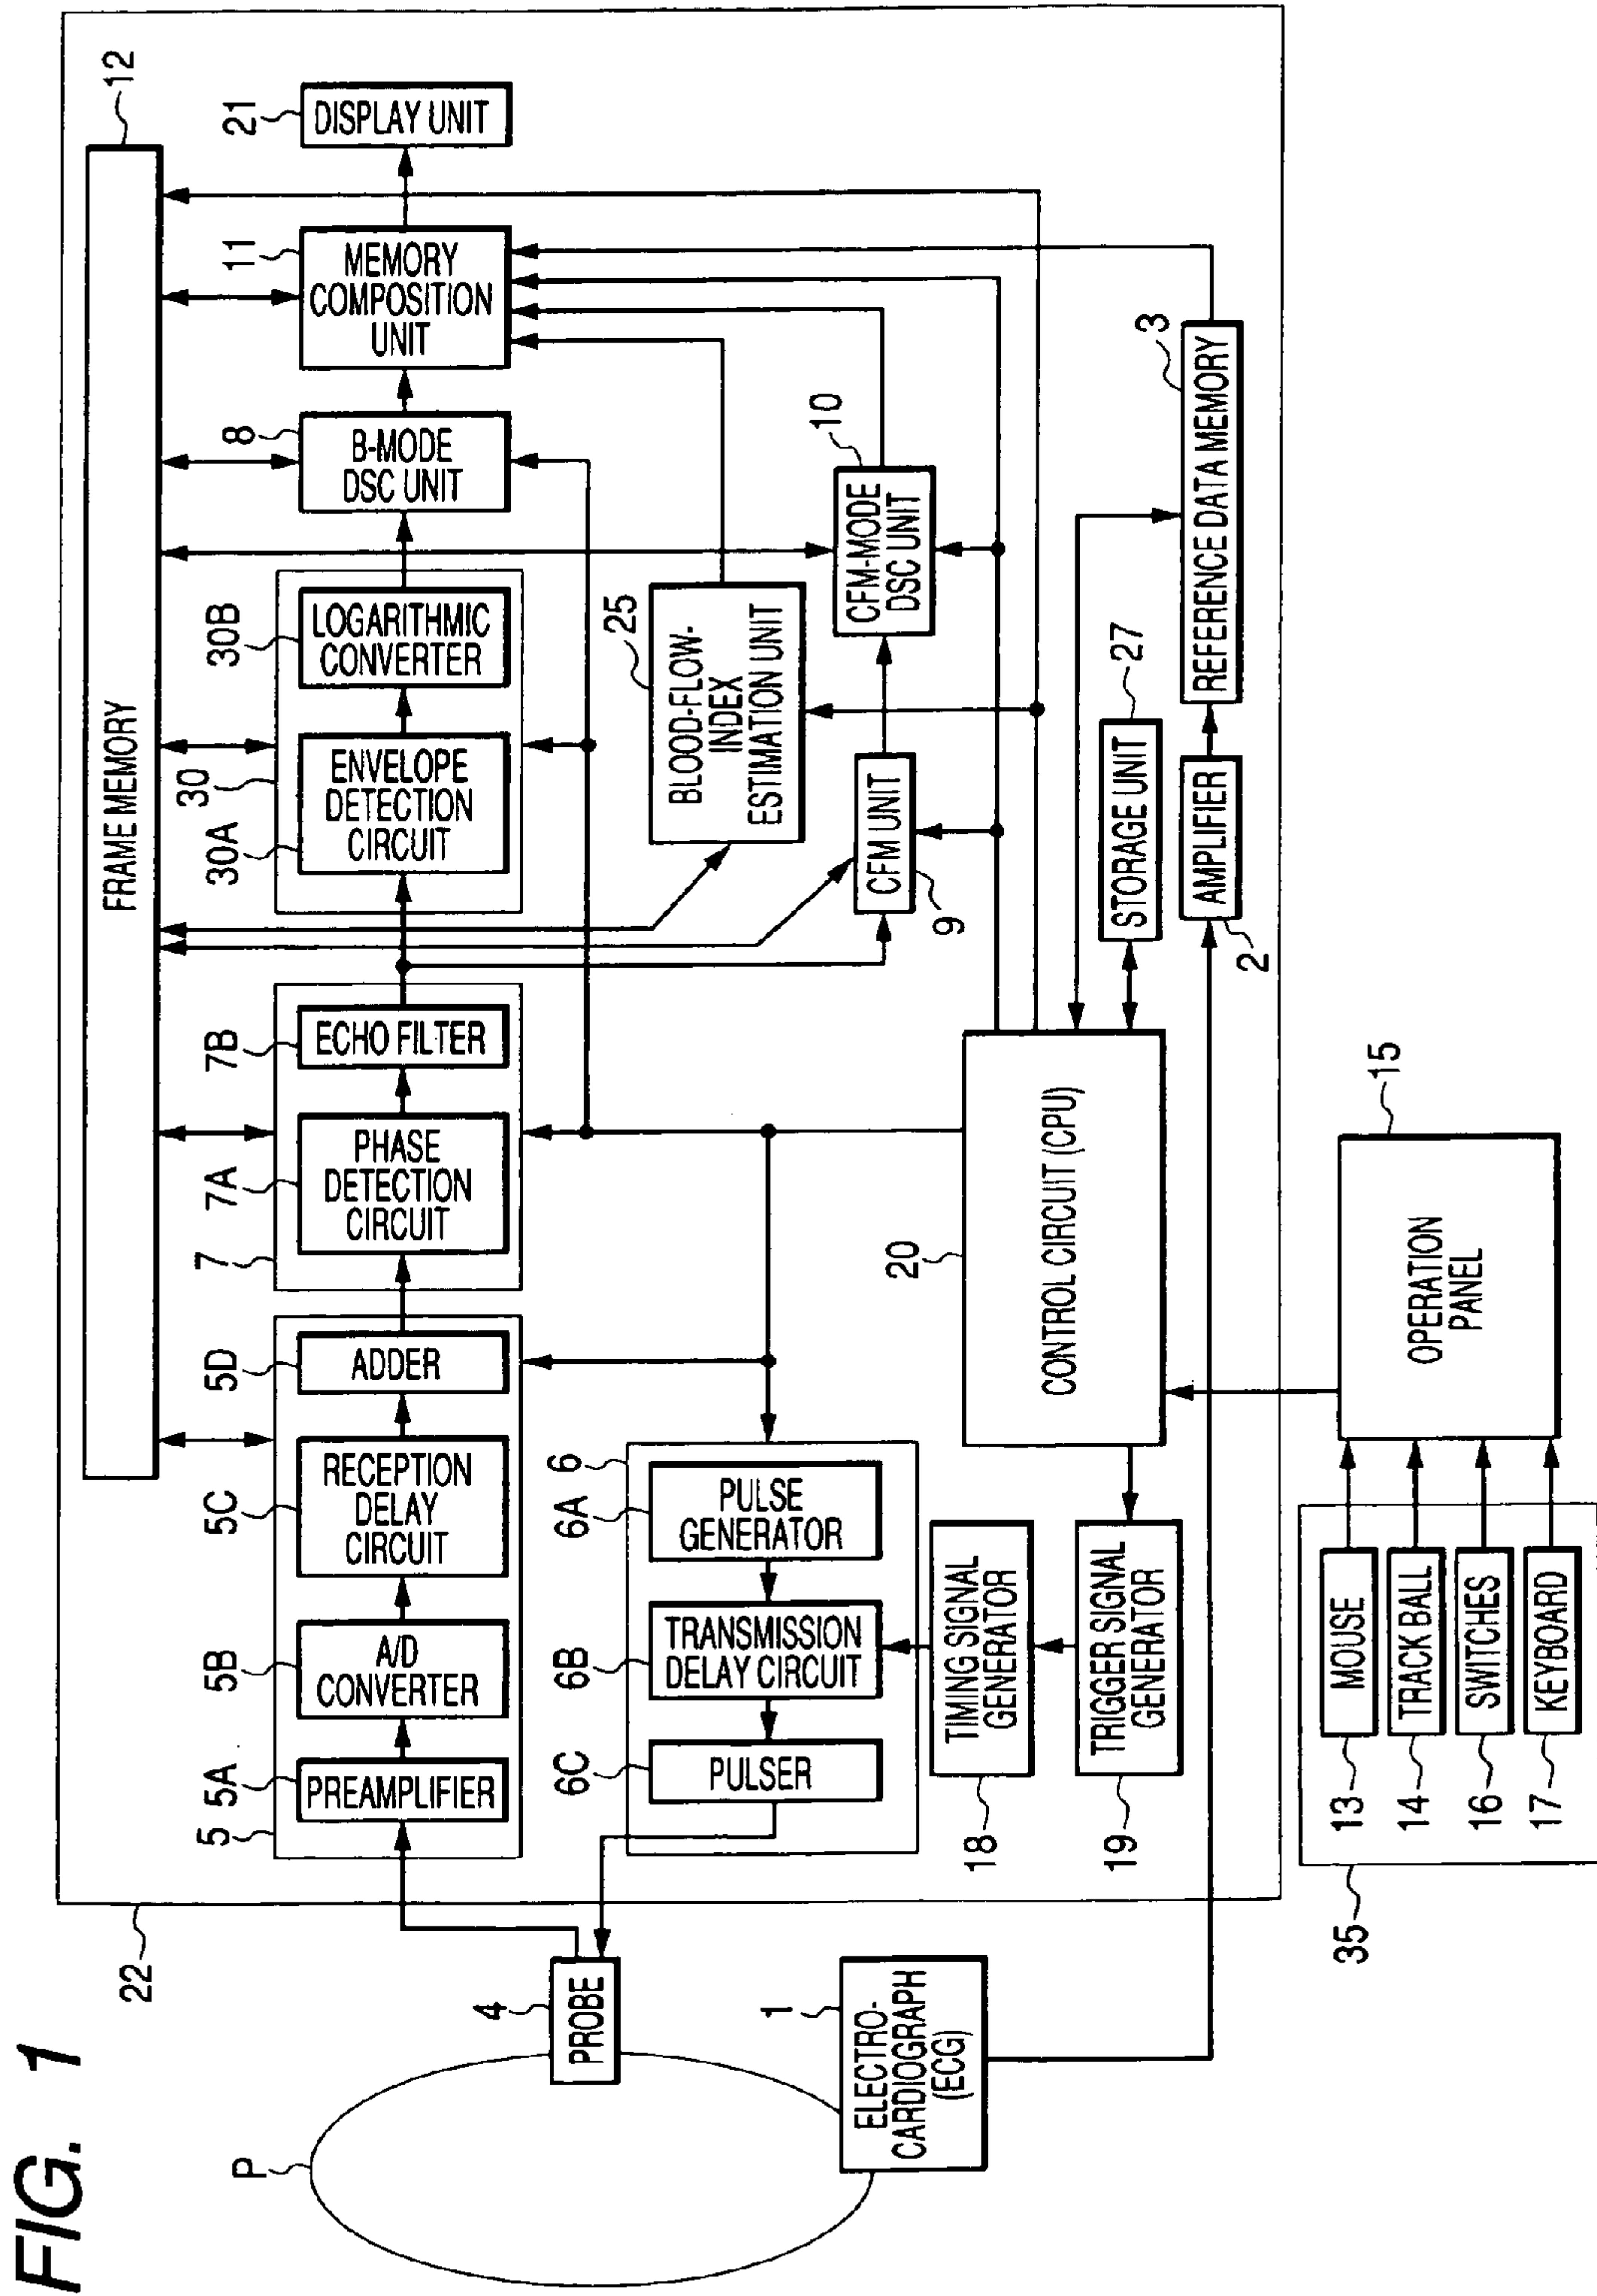 FIG. 1
12
FRAME MEMORY
21
DISPLAY UNIT
11
MEMORY
COMPOSITION
UNIT
8
B-MODE
DSC UNIT
30
30B
LOGARITHMIC
CONVERTER
30A
ENVELOPE
DETECTION
CIRCUIT
7
7B
ECHO FILTER
7A
PHASE
DETECTION
CIRCUIT
5
5D
ADDER
5C
RECEPTION
DELAY
CIRCUIT
5B
A/D
CONVERTER
5A
PREAMPLIFIER
22
25
BLOOD-FLOW-
INDEX
ESTIMATION UNIT
10
CFM-MODE
DSC UNIT
CFM UNIT
9
6
6A
PULSE
GENERATOR
6B
TRANSMISSION
DELAY CIRCUIT
6C
PULSER
4
PROBE
P
1
ELECTRO-
CARDIOGRAPH
(ECG)
20
CONTROL CIRCUIT (CPU)
27
STORAGE UNIT
3
REFERENCE DATA MEMORY
AMPLIFIER
2
TIMING SIGNAL
GENERATOR
18
TRIGGER SIGNAL
GENERATOR
19
15
OPERATION
PANEL
MOUSE
13
TRACK BALL
14
SWITCHES
16
KEYBOARD
17
35